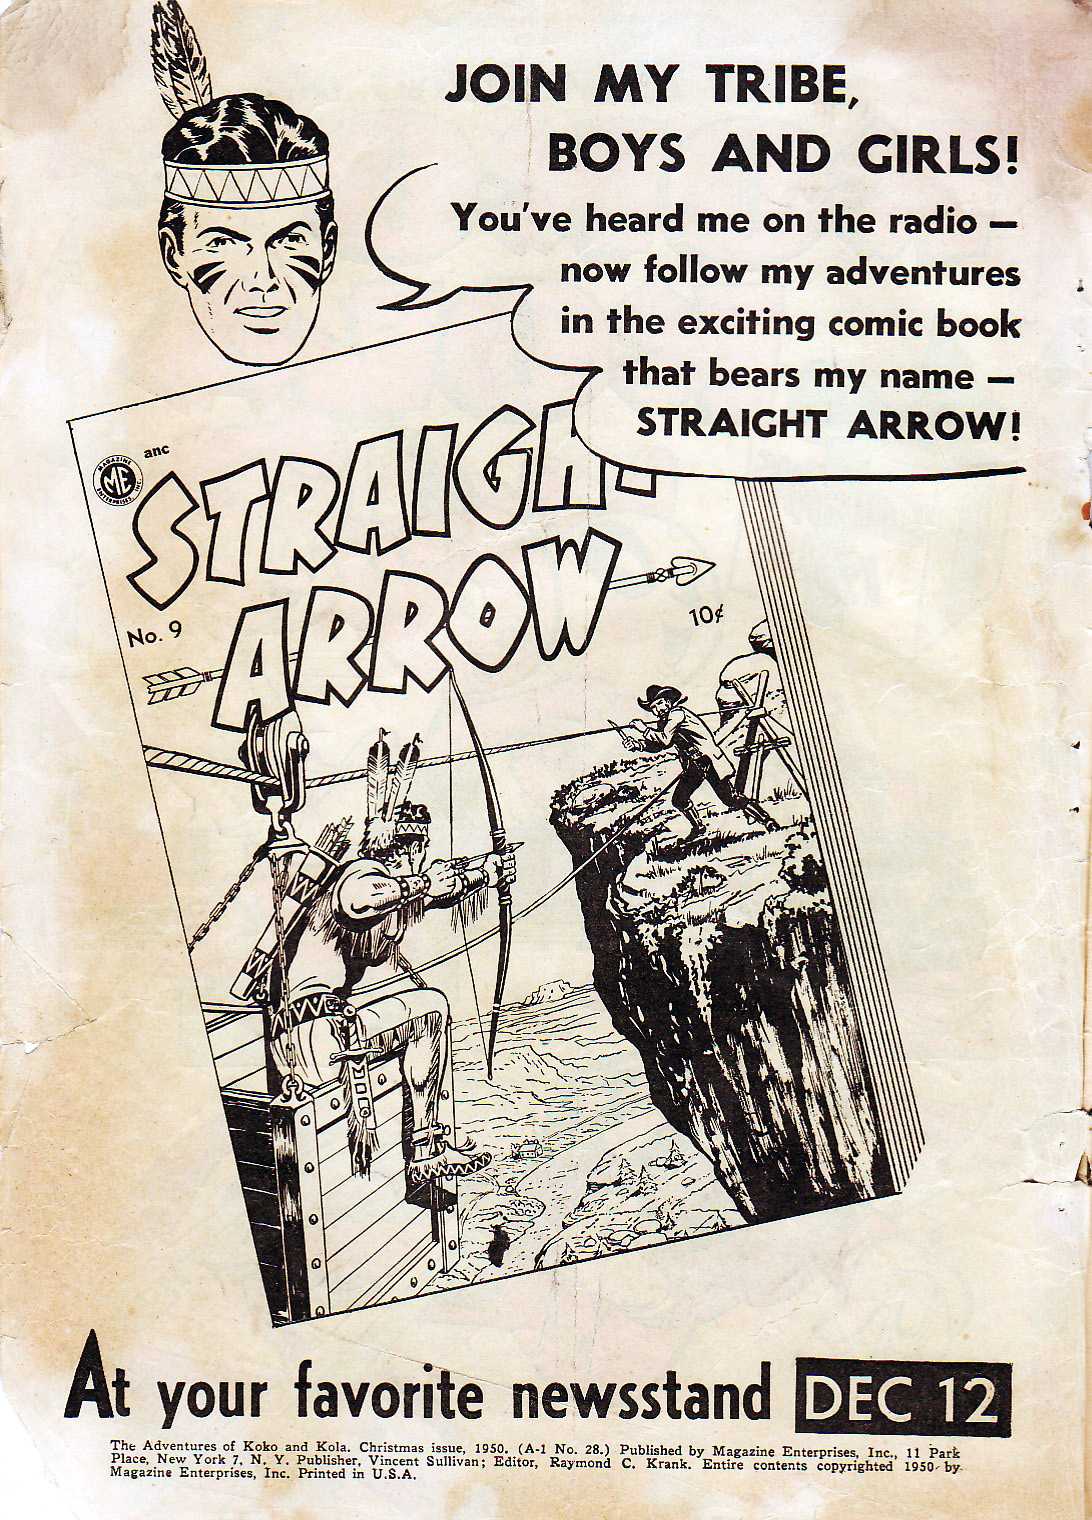 JOIN MY TRIBE,
BOYS AND GIRLS!
You've heard me on the radio —
now follow my adventures
in the exciting comic book
that bears my name —
STRAIGHT ARROW!
anc
MAGAZINE
ME
ENTERPRISES, INC.
STRAIGHT
ARROW
No. 9
10¢
At your favorite newsstand DEC 12
The Adventures of Koko and Kola. Christmas issue, 1950. (A-1 No. 28.) Published by Magazine Enterprises, Inc., 11 Park
Place, New York 7, N. Y. Publisher, Vincent Sullivan; Editor, Raymond C. Krank. Entire contents copyrighted 1950 by
Magazine Enterprises, Inc. Printed in U.S.A.